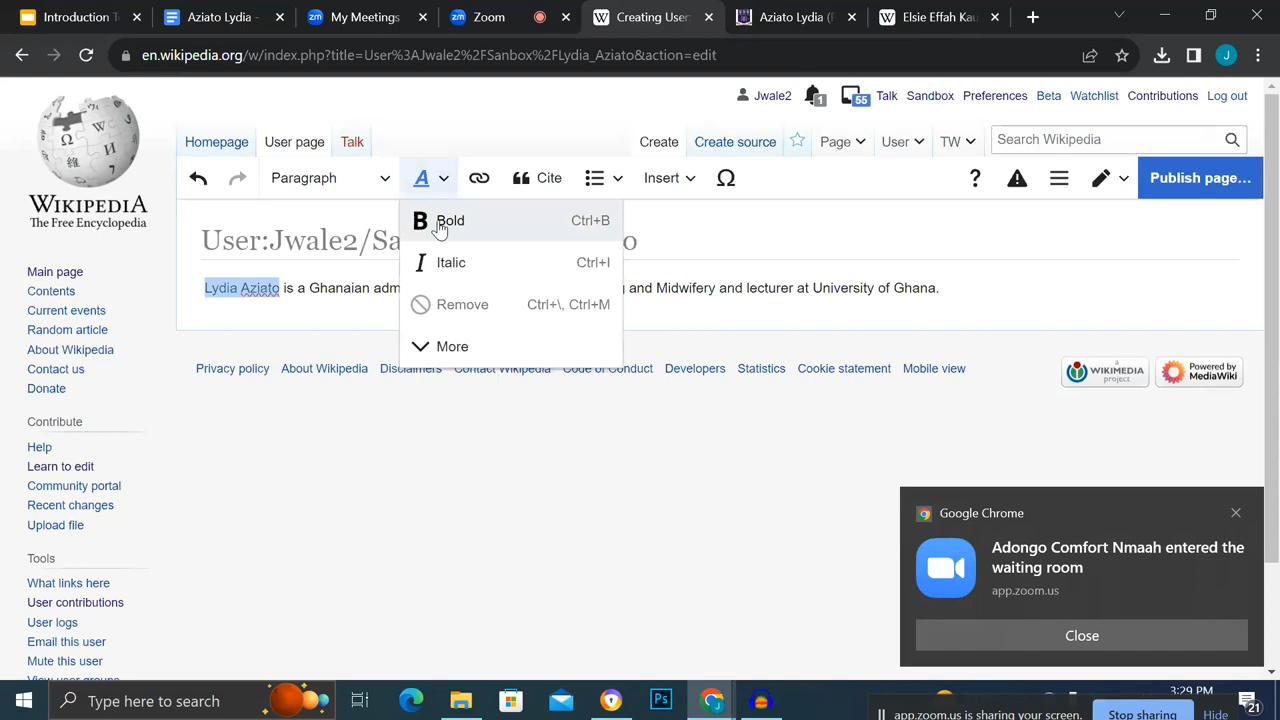 Introduction T
Aziato Lydia -
My Meetings
Zoom
Creating User
Aziato Lydia (F
Elsie Effah Kau
en.wikipedia.org/w/index.php?title=User%3AJwale2%2FSanbox%2FLydia_Aziato&action=edit
J
Jwale2 1 55 Talk Sandbox Preferences Beta Watchlist Contributions Log out
Homepage User page Talk Create Create source Page User TW Search Wikipedia
Paragraph A Cite Insert Ω ? Publish page...
WIKIPEDIA
The Free Encyclopedia
B Bold Ctrl+B
I Italic Ctrl+I
Remove Ctrl+\, Ctrl+M
More
User:Jwale2/Sa o
Lydia Aziato is a Ghanaian adm g and Midwifery and lecturer at University of Ghana.
Privacy policy About Wikipedia Disclaimers Contact Wikipedia Code of Conduct Developers Statistics Cookie statement Mobile view
A WIKIMEDIA project
Powered by MediaWiki
Main page
Contents
Current events
Random article
About Wikipedia
Contact us
Donate
Contribute
Help
Learn to edit
Community portal
Recent changes
Upload file
Tools
What links here
User contributions
User logs
Email this user
Mute this user
View user groups
Google Chrome
Adongo Comfort Nmaah entered the
waiting room
app.zoom.us
Close
Type here to search
Ps
3:29 PM
21
app.zoom.us is sharing your screen. Stop sharing Hide